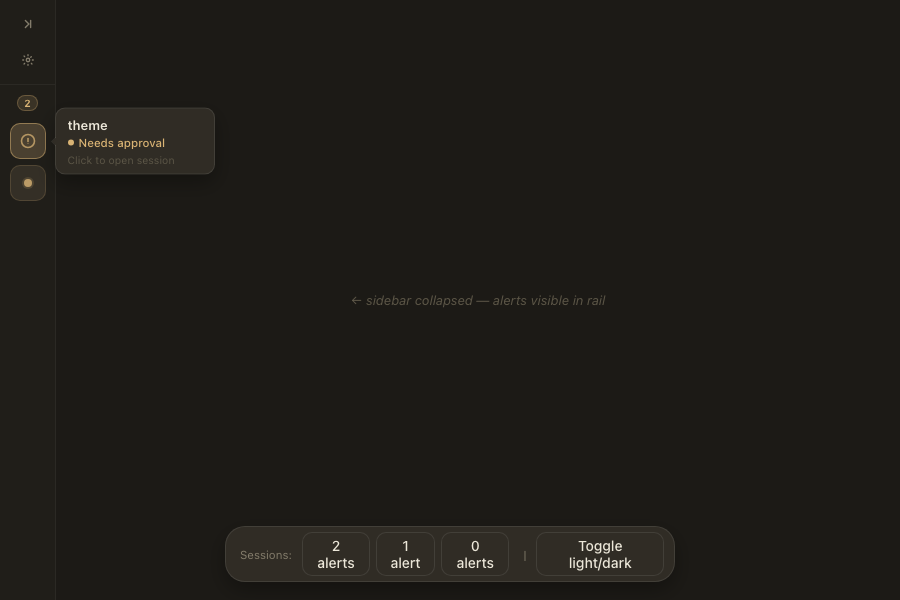 2
theme
Needs approval
Click to open session
← sidebar collapsed — alerts visible in rail
Sessions:
2
alerts
1
alert
0
alerts
|
Toggle
light/dark